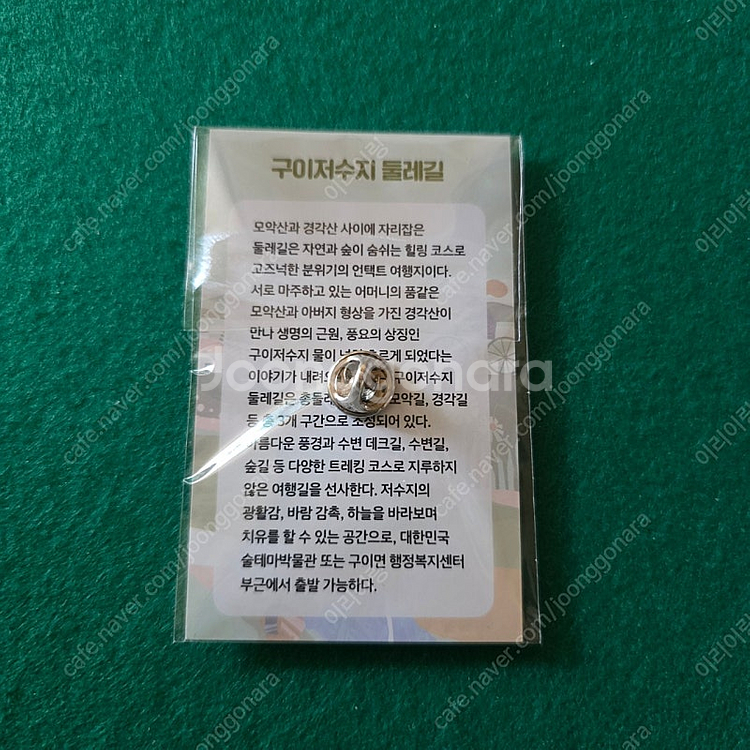 구이저수지 둘레길
모악산과 경각산 사이에 자리잡은
둘레길은 자연과 숲이 숨쉬는 힐링 코스로
고즈넉한 분위기의 언택트 여행지이다.
서로 마주하고 있는 어머니의 품같은
모악산과 아버지 형상을 가진 경각산이
만나 생명의 근원, 풍요의 상징인
구이저수지 물이 흐르게 되었다는
이야기가 구이저수지
둘레길은 모악길, 경각길
등 총 3개 구간으로 조성되어 있다.
아름다운 풍경과 수변 데크길, 수변길,
숲길 등 다양한 트레킹 코스로 지루하지
않은 여행길을 선사한다. 저수지의
광활감, 바람 감촉, 하늘을 바라보며
치유를 할 수 있는 공간으로, 대한민국
술테마박물관 또는 구이면 행정복지센터
부근에서 출발 가능하다.
joonggonara
cafe.naver.com/joonggonara